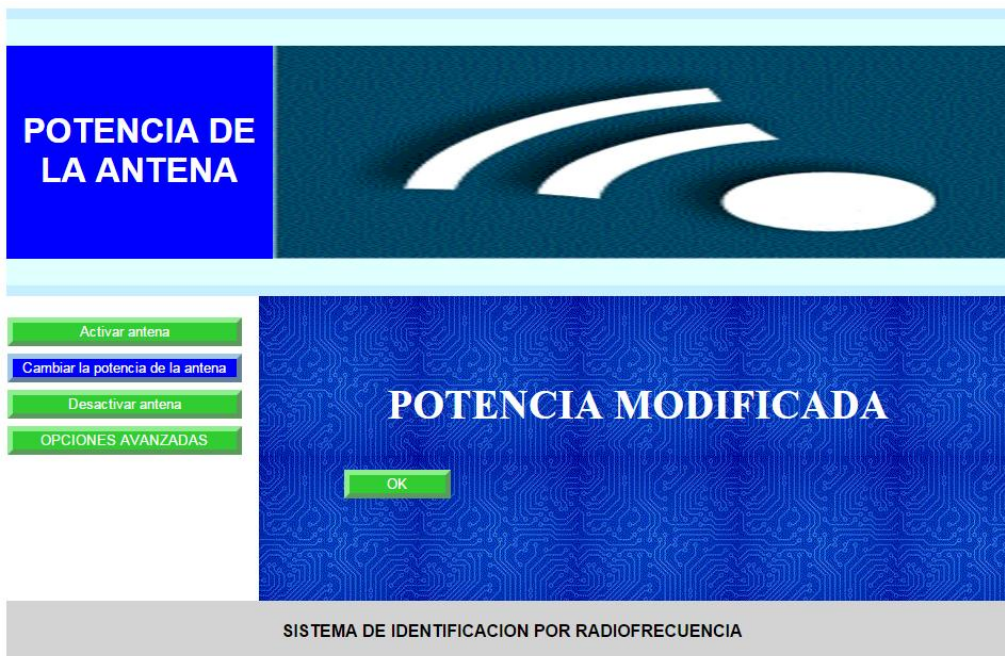 POTENCIA DE
LA ANTENA
Activar antena
Cambiar la potencia de la antena
Desactivar antena
OPCIONES AVANZADAS
POTENCIA MODIFICADA
OK
SISTEMA DE IDENTIFICACION POR RADIOFRECUENCIA